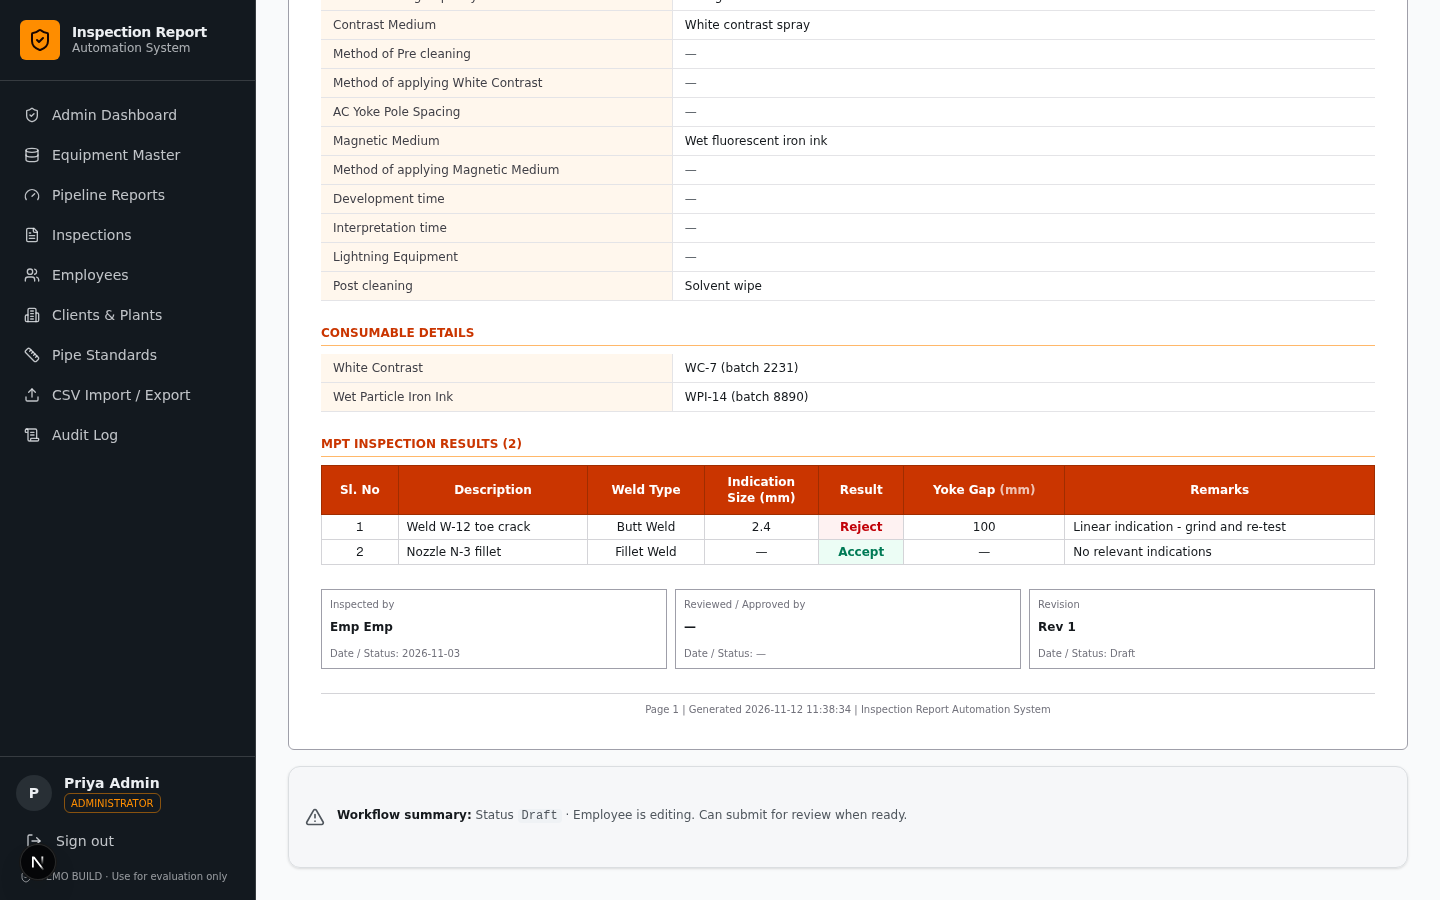 Inspection Report
Automation System
Admin Dashboard
Equipment Master
Pipeline Reports
Inspections
Employees
Clients & Plants
Pipe Standards
CSV Import / Export
Audit Log
Priya Admin
P
ADMINISTRATOR
Sign out
N
EMO BUILD · Use for evaluation only
Contrast Medium White contrast spray
Method of Pre cleaning —
Method of applying White Contrast —
AC Yoke Pole Spacing —
Magnetic Medium Wet fluorescent iron ink
Method of applying Magnetic Medium —
Development time —
Interpretation time —
Lightning Equipment —
Post cleaning Solvent wipe
CONSUMABLE DETAILS
White Contrast WC-7 (batch 2231)
Wet Particle Iron Ink WPI-14 (batch 8890)
MPT INSPECTION RESULTS (2)
Sl. No Description Weld Type Indication Size (mm) Result Yoke Gap (mm) Remarks
1 Weld W-12 toe crack Butt Weld 2.4 Reject 100 Linear indication - grind and re-test
2 Nozzle N-3 fillet Fillet Weld — Accept — No relevant indications
Inspected by
Emp Emp
Date / Status: 2026-11-03
Reviewed / Approved by
—
Date / Status: —
Revision
Rev 1
Date / Status: Draft
Page 1 | Generated 2026-11-12 11:38:34 | Inspection Report Automation System
Workflow summary: Status Draft · Employee is editing. Can submit for review when ready.